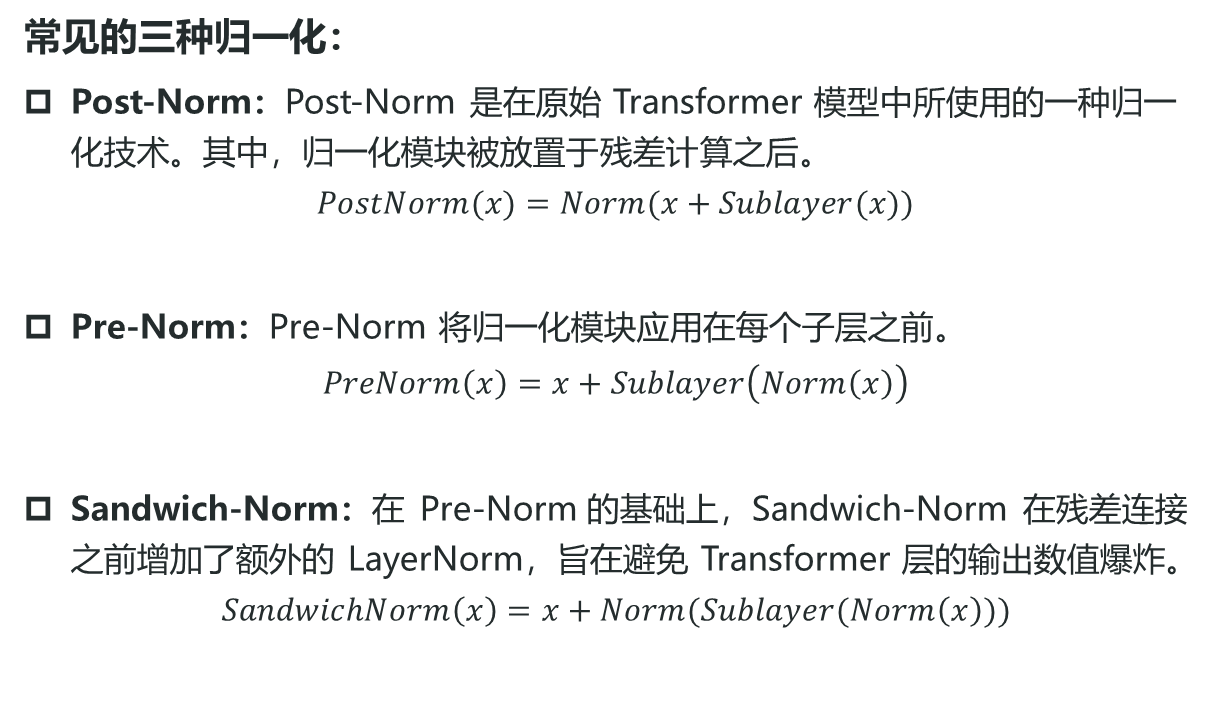 常见的三种归一化：
Post-Norm：Post-Norm 是在原始 Transformer 模型中所使用的一种归一
化技术。其中，归一化模块被放置于残差计算之后。
PostNorm(x) = Norm(x + Sublayer(x))
Pre-Norm：Pre-Norm 将归一化模块应用在每个子层之前。
PreNorm(x) = x + Sublayer(Norm(x))
Sandwich-Norm：在 Pre-Norm 的基础上，Sandwich-Norm 在残差连接
之前增加了额外的 LayerNorm，旨在避免 Transformer 层的输出数值爆炸。
SandwichNorm(x) = x + Norm(Sublayer(Norm(x)))